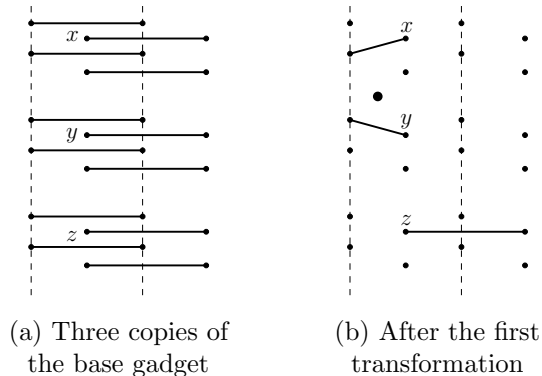 x
y
z
x
y
z
(a) Three copies of
the base gadget
(b) After the first
transformation